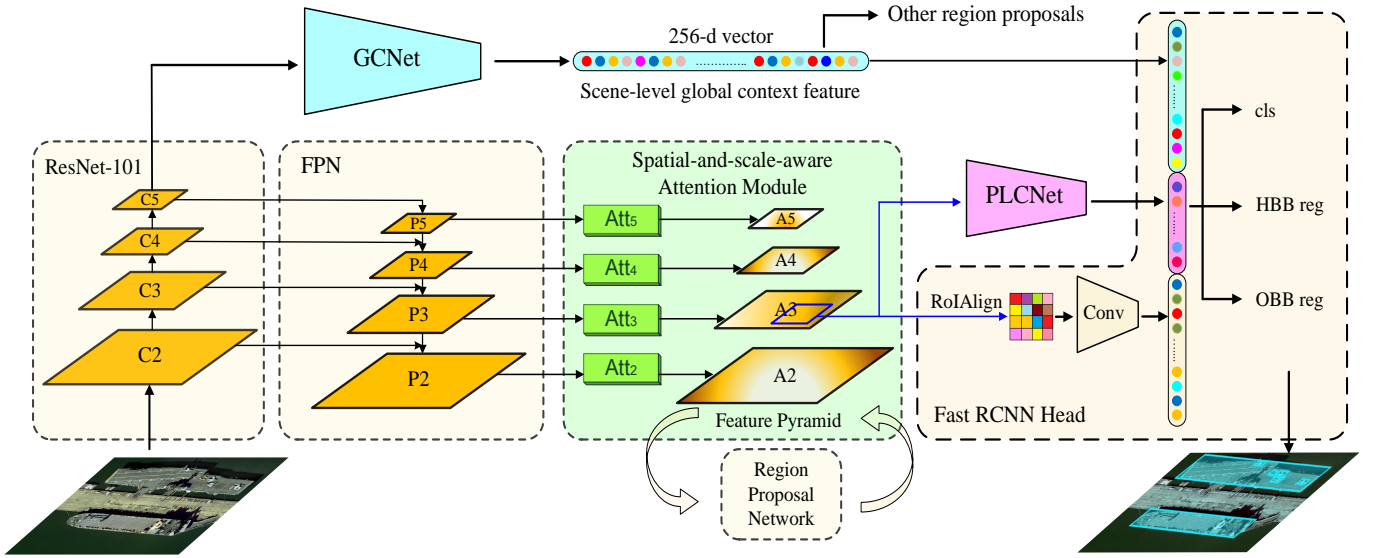 Other region proposals
256-d vector
GCNet
Scene-level global context feature
ResNet-101
FPN
Spatial-and-scale-aware
Attention Module
C5
C4
C3
C2
P5
P4
P3
P2
Att5
Att4
Att3
Att2
A5
A4
A3
A2
Feature Pyramid
Region
Proposal
Network
PLCNet
RoIAlign
Conv
Fast RCNN Head
cls
HBB reg
OBB reg